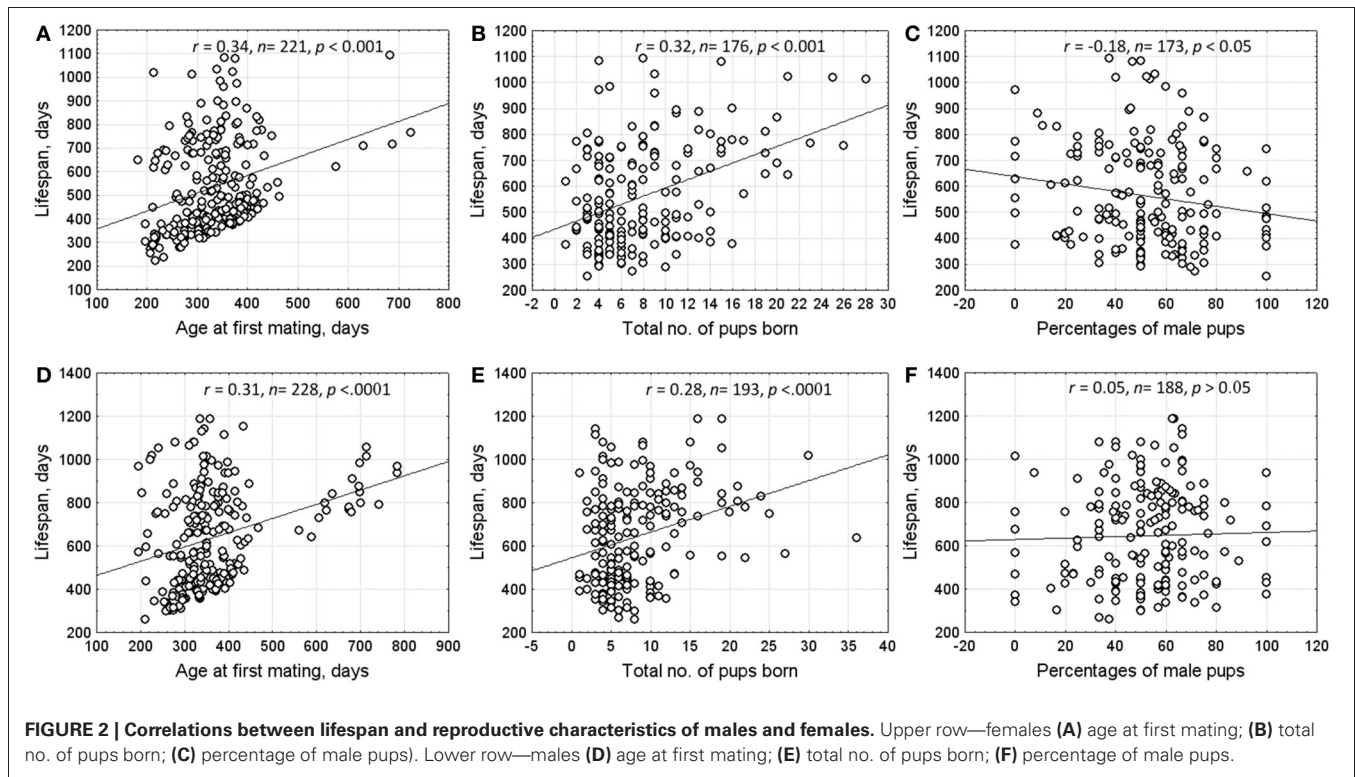 A
r = 0.34, n= 221, p < 0.001
Lifespan, days
1200
1100
1000
900
800
700
600
500
400
300
200
100
100 200 300 400 500 600 700 800
Age at first mating, days
B
r = 0.32, n= 176, p < 0.001
Lifespan, days
1200
1100
1000
900
800
700
600
500
400
300
200
-2 0 2 4 6 8 10 12 14 16 18 20 22 24 26 28 30
Total no. of pups born
C
r = -0.18, n= 173, p < 0.05
Lifespan, days
1200
1100
1000
900
800
700
600
500
400
300
200
-20 0 20 40 60 80 100 120
Percentages of male pups
D
r = 0.31, n= 228, p <.0001
Lifespan, days
1400
1200
1000
800
600
400
200
100 200 300 400 500 600 700 800 900
Age at first mating, days
E
r = 0.28, n= 193, p <.0001
Lifespan, days
1400
1200
1000
800
600
400
200
-5 0 5 10 15 20 25 30 35 40
Total no. of pups born
F
r = 0.05, n= 188, p > 0.05
Lifespan, days
1400
1200
1000
800
600
400
200
-20 0 20 40 60 80 100 120
Percentages of male pups
FIGURE 2 | Correlations between lifespan and reproductive characteristics of males and females. Upper row—females (A) age at first mating; (B) total
no. of pups born; (C) percentage of male pups). Lower row—males (D) age at first mating; (E) total no. of pups born; (F) percentage of male pups.